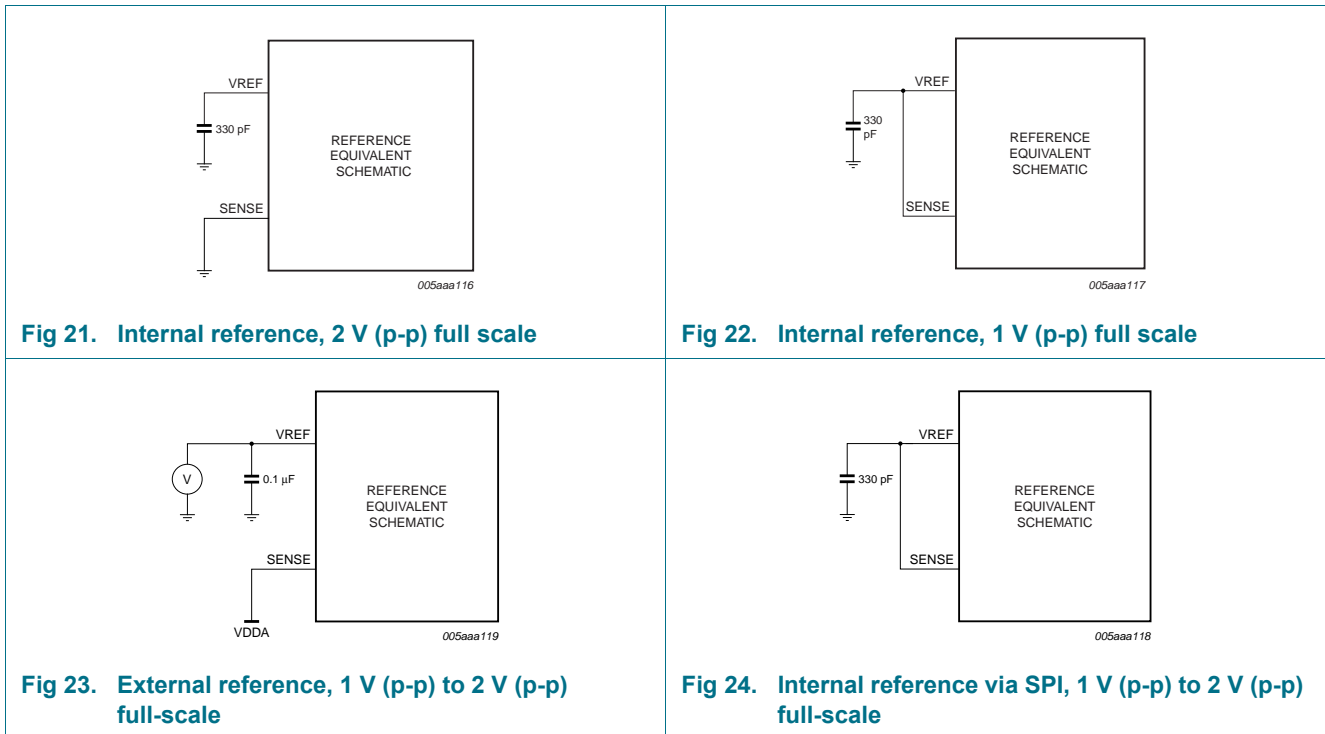 VREF
330 pF
REFERENCE
EQUIVALENT
SCHEMATIC
SENSE
005aaa116
Fig 21. Internal reference, 2 V (p-p) full scale
VREF
330
pF
REFERENCE
EQUIVALENT
SCHEMATIC
SENSE
005aaa117
Fig 22. Internal reference, 1 V (p-p) full scale
VREF
V
0.1 μF
REFERENCE
EQUIVALENT
SCHEMATIC
SENSE
VDDA
005aaa119
Fig 23. External reference, 1 V (p-p) to 2 V (p-p)
full-scale
VREF
330 pF
REFERENCE
EQUIVALENT
SCHEMATIC
SENSE
005aaa118
Fig 24. Internal reference via SPI, 1 V (p-p) to 2 V (p-p)
full-scale